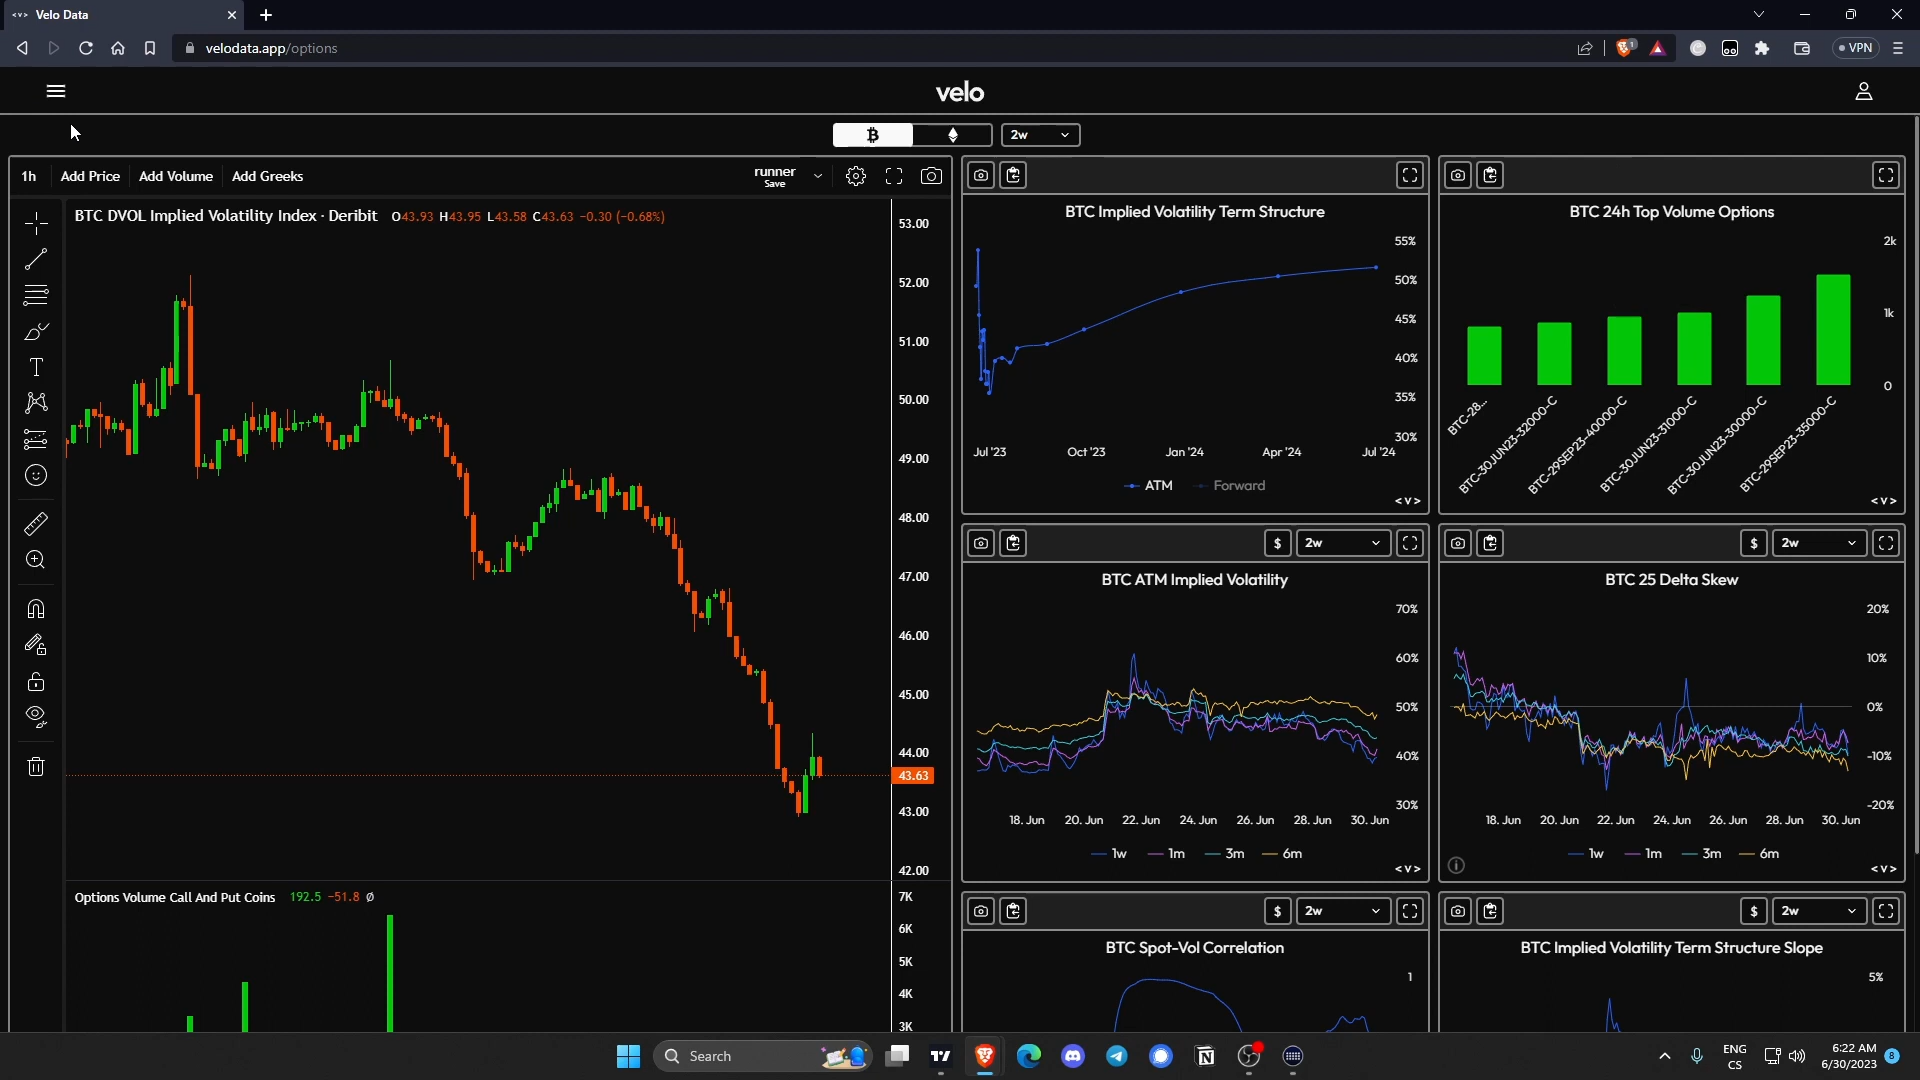 Velo Data
velodata.app/options
VPN
velo
2w
1h Add Price Add Volume Add Greeks
runner
Save
BTC DVOL Implied Volatility Index · Deribit O43.93 H43.95 L43.58 C43.63 −0.30 (−0.68%)
53.00
52.00
51.00
50.00
49.00
48.00
47.00
46.00
45.00
44.00
43.63
43.00
42.00
Options Volume Call And Put Coins 192.5 −51.8 Ø
7K
6K
5K
4K
3K
BTC Implied Volatility Term Structure
55%
50%
45%
40%
35%
30%
Jul '23 Oct '23 Jan '24 Apr '24 Jul '24
ATM Forward
<v>
BTC 24h Top Volume Options
2k
1k
0
BTC-28...
BTC-30JUN23-32000-C
BTC-29SEP23-40000-C
BTC-30JUN23-31000-C
BTC-30JUN23-30000-C
BTC-29SEP23-35000-C
<v>
$ 2w
BTC ATM Implied Volatility
70%
60%
50%
40%
30%
18. Jun 20. Jun 22. Jun 24. Jun 26. Jun 28. Jun 30. Jun
1w 1m 3m 6m
<v>
$ 2w
BTC 25 Delta Skew
20%
10%
0%
-10%
-20%
18. Jun 20. Jun 22. Jun 24. Jun 26. Jun 28. Jun 30. Jun
1w 1m 3m 6m
<v>
$ 2w
BTC Spot-Vol Correlation
1
$ 2w
BTC Implied Volatility Term Structure Slope
5%
Search
ENG
CS
6:22 AM
6/30/2023
8